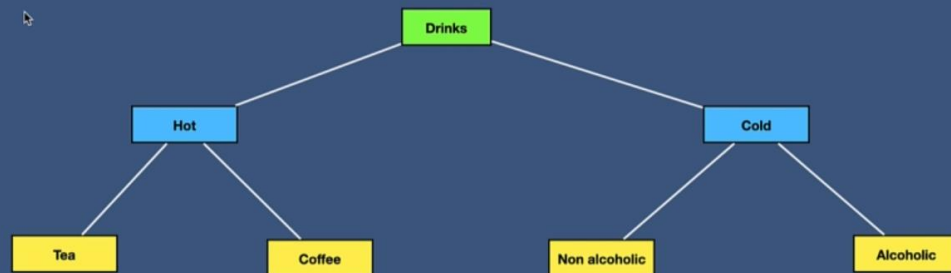 Drinks
Hot
Cold
Tea
Coffee
Non alcoholic
Alcoholic